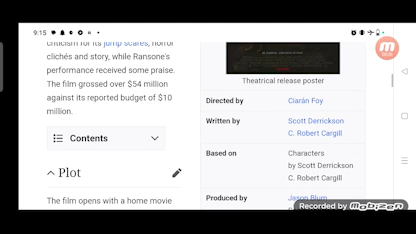 9:15
criticism for its jump scares, horror
clichés and story, while Ransone's
performance received some praise.
The film grossed over $54 million
against its reported budget of $10
million.
Contents
Plot
The film opens with a home movie
Theatrical release poster
Directed by Ciarán Foy
Written by Scott Derrickson
C. Robert Cargill
Based on Characters
by Scott Derrickson
C. Robert Cargill
Produced by Jason Blum
Recorded by Mobizen